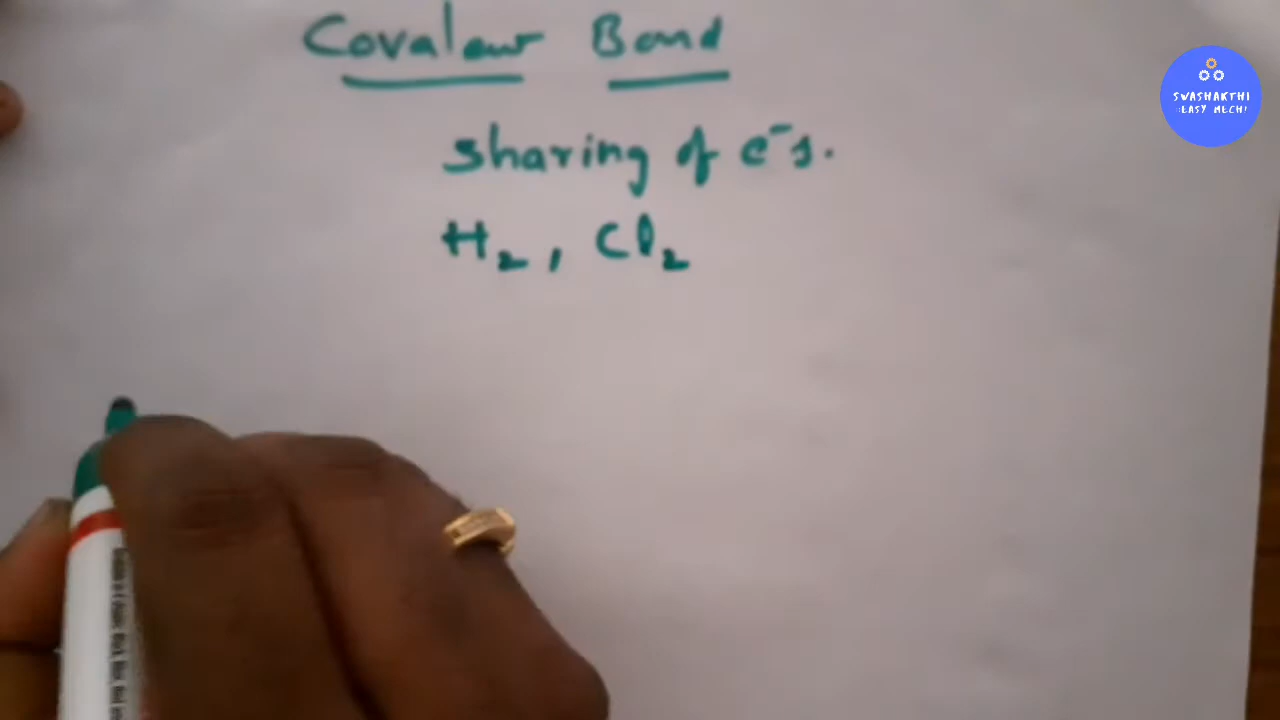 Covalent Bond
sharing of e⁻s.
H₂, Cl₂
SWASHAKTHI
EASY MECH